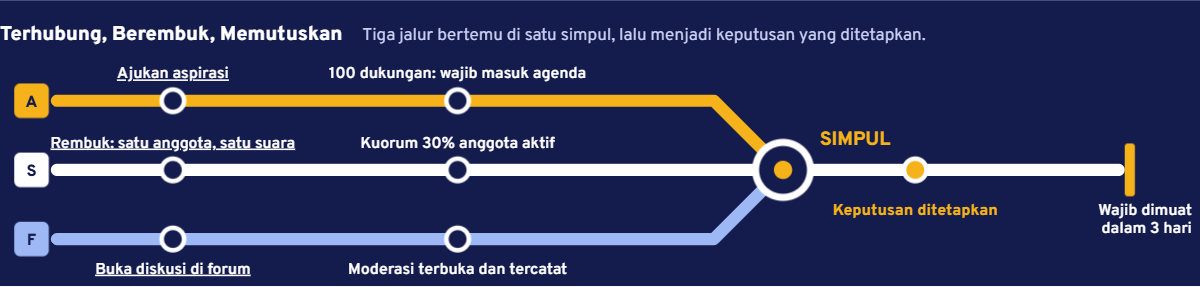 Terhubung, Berembuk, Memutuskan
Tiga jalur bertemu di satu simpul, lalu menjadi keputusan yang ditetapkan.
Ajukan aspirasi
100 dukungan: wajib masuk agenda
A
Rembuk: satu anggota, satu suara
Kuorum 30% anggota aktif
SIMPUL
S
Keputusan ditetapkan
Wajib dimuat
dalam 3 hari
F
Buka diskusi di forum
Moderasi terbuka dan tercatat